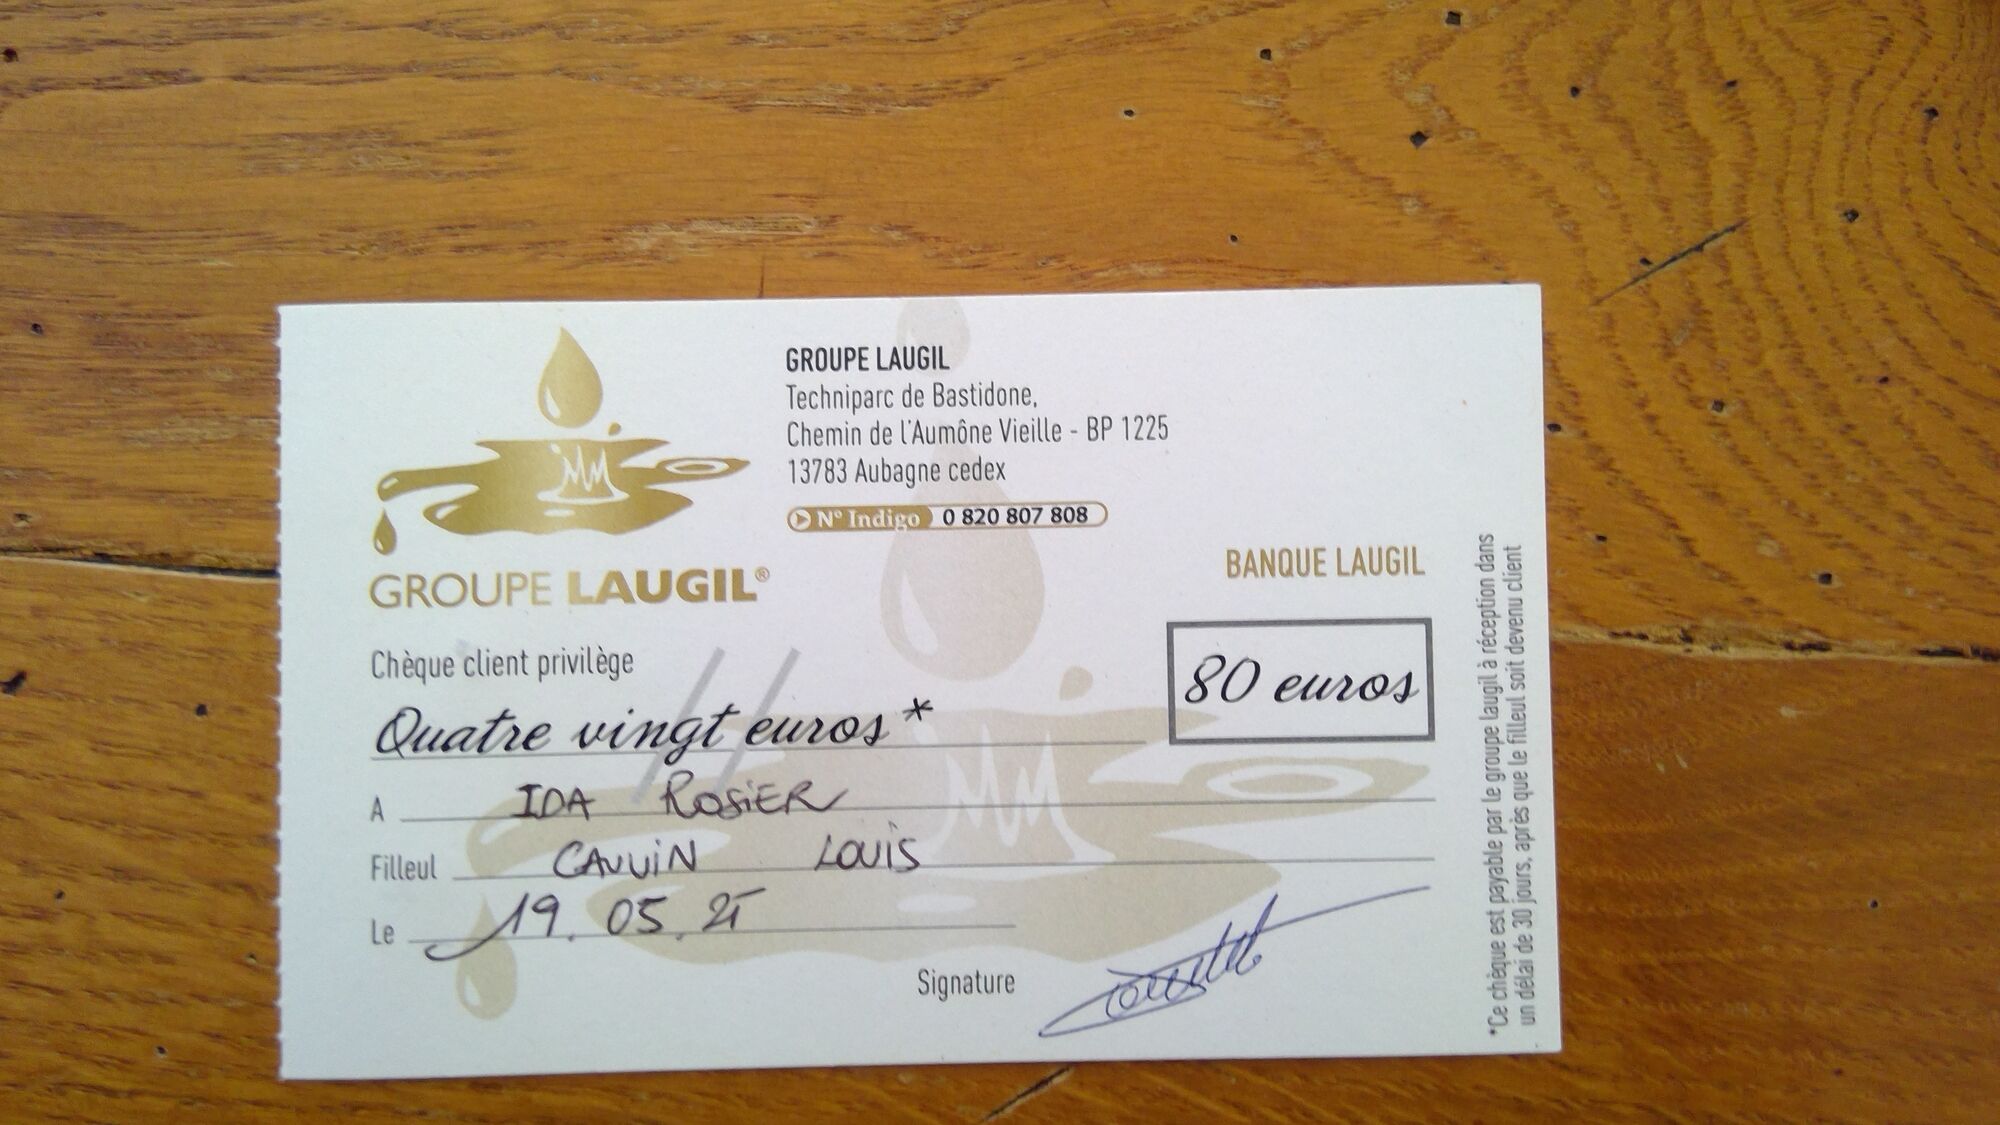 GROUPE LAUGIL
Techniparc de Bastidone,
Chemin de l'Aumône Vieille - BP 1225
13783 Aubagne cedex
N° Indigo 0 820 807 808
GROUPE LAUGIL®
BANQUE LAUGIL
Chèque client privilège
80 euros
Quatre vingt euros*
A IDA ROSiER
Filleul CAUViN LOUiS
Le 19.05.21
Signature
*Ce chèque est payable par le groupe laugil à réception dans
un délai de 30 jours, après que le filleul soit devenu client